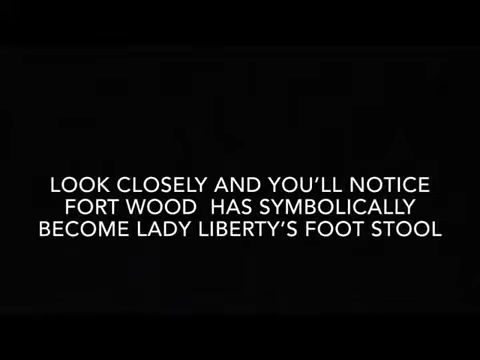 LOOK CLOSELY AND YOU’LL NOTICE
FORT WOOD  HAS SYMBOLICALLY
BECOME LADY LIBERTY’S FOOT STOOL